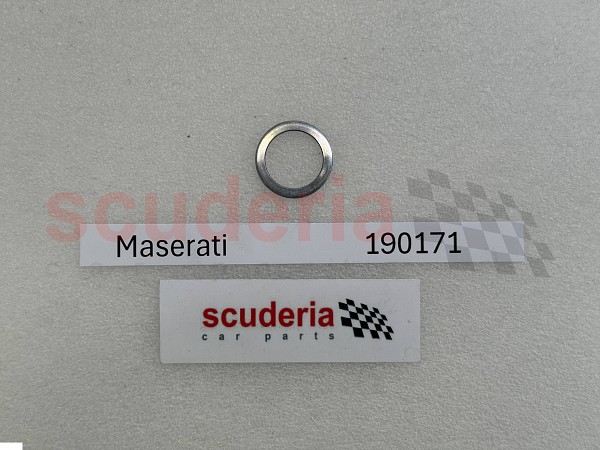 scuderia
Maserati 190171
scuderia
car parts